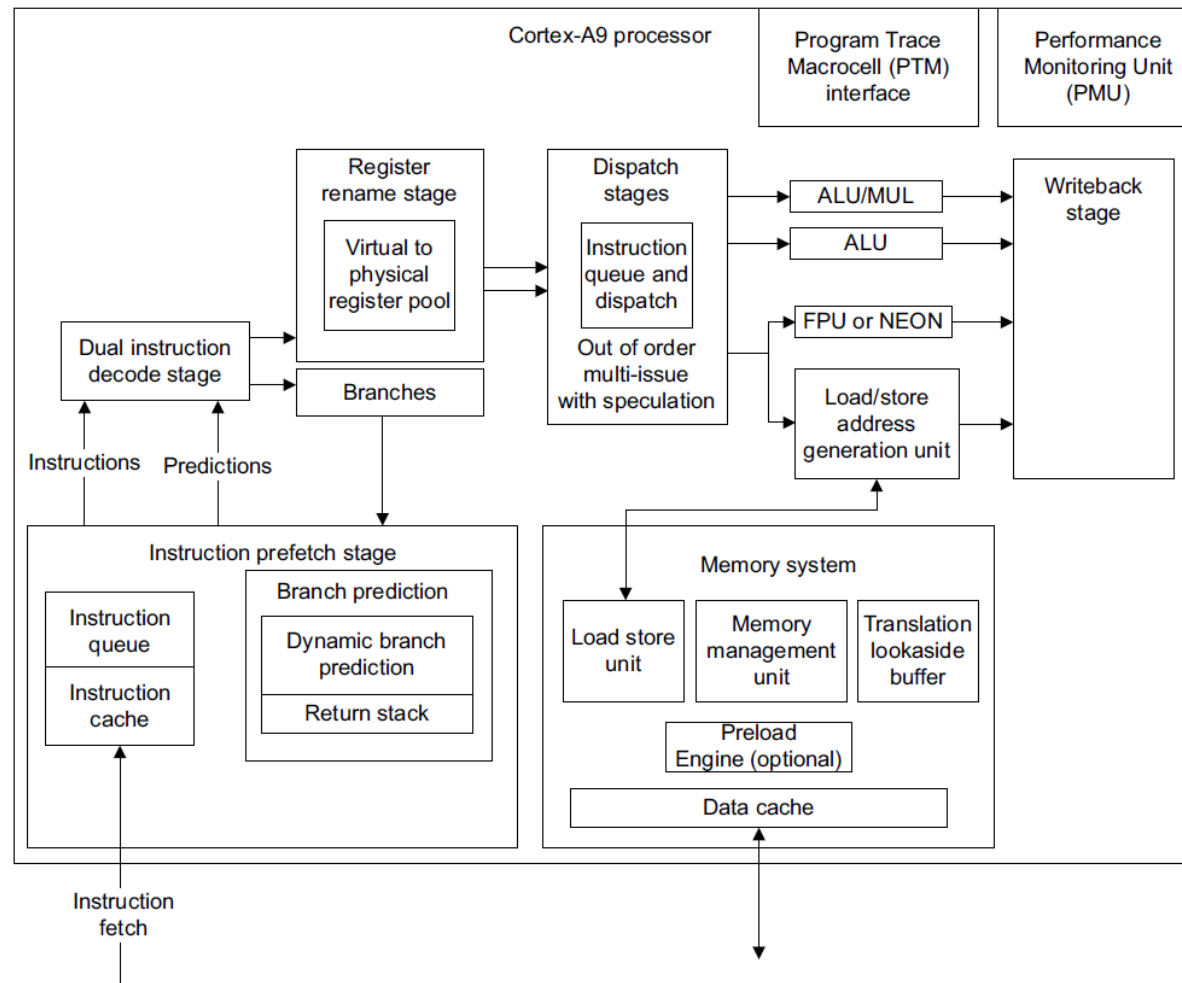 Cortex-A9 processor
Program Trace
Macrocell (PTM)
interface
Performance
Monitoring Unit
(PMU)
Register
rename stage
Virtual to
physical
register pool
Dispatch
stages
Instruction
queue and
dispatch
Out of order
multi-issue
with speculation
ALU/MUL
ALU
FPU or NEON
Load/store
address
generation unit
Writeback
stage
Dual instruction
decode stage
Branches
Instructions
Predictions
Instruction prefetch stage
Instruction
queue
Instruction
cache
Branch prediction
Dynamic branch
prediction
Return stack
Memory system
Load store
unit
Memory
management
unit
Translation
lookaside
buffer
Preload
Engine (optional)
Data cache
Instruction
fetch